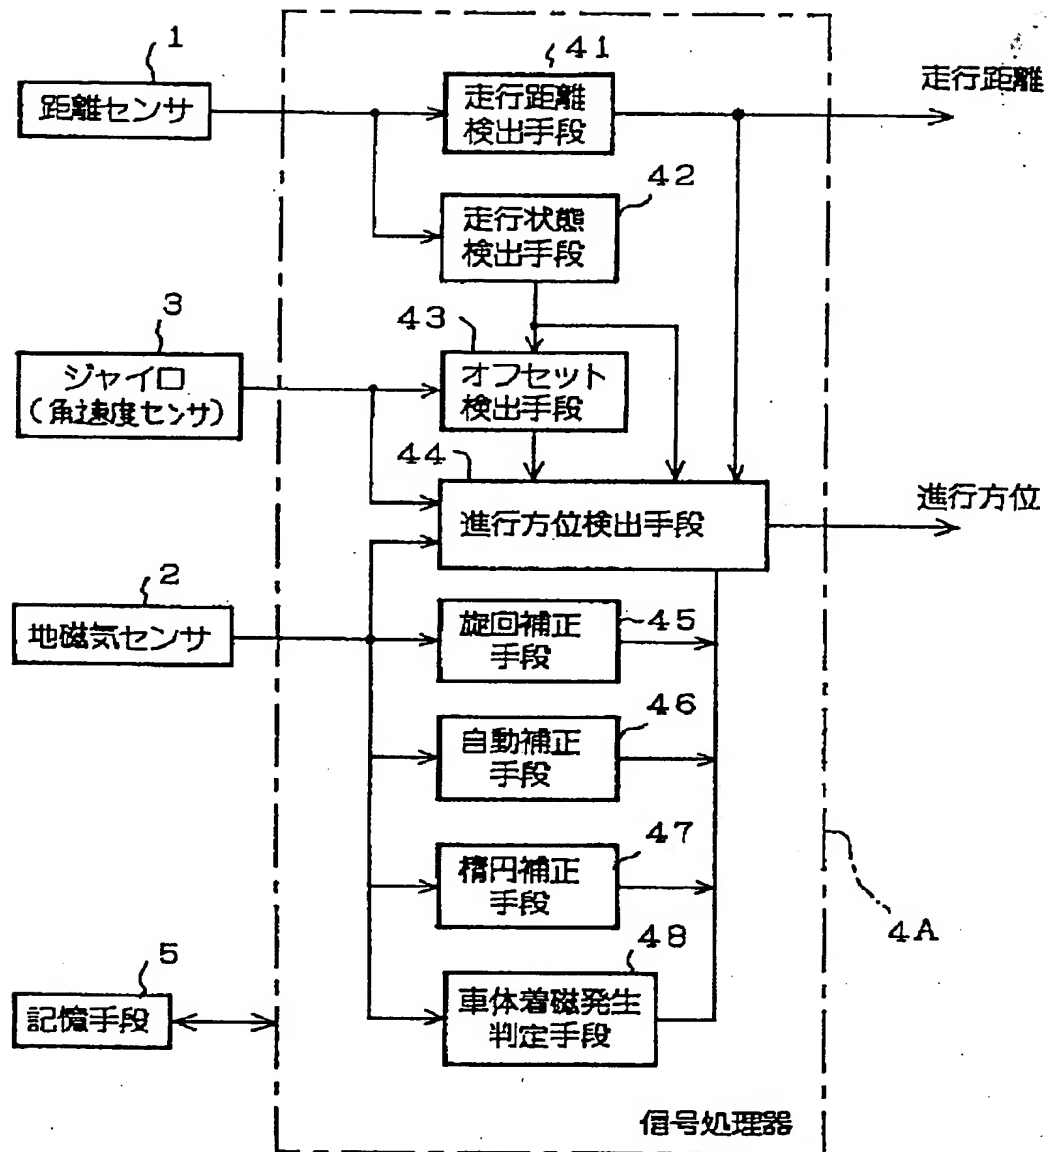 1
距離センサ
41
走行距離
検出手段
走行距離
42
走行状態
検出手段
3
ジャイロ
(角速度センサ)
43
オフセット
検出手段
44
進行方位検出手段
進行方位
2
地磁気センサ
45
旋回補正
手段
46
自動補正
手段
47
楕円補正
手段
4A
48
車体着磁発生
判定手段
5
記憶手段
信号処理器